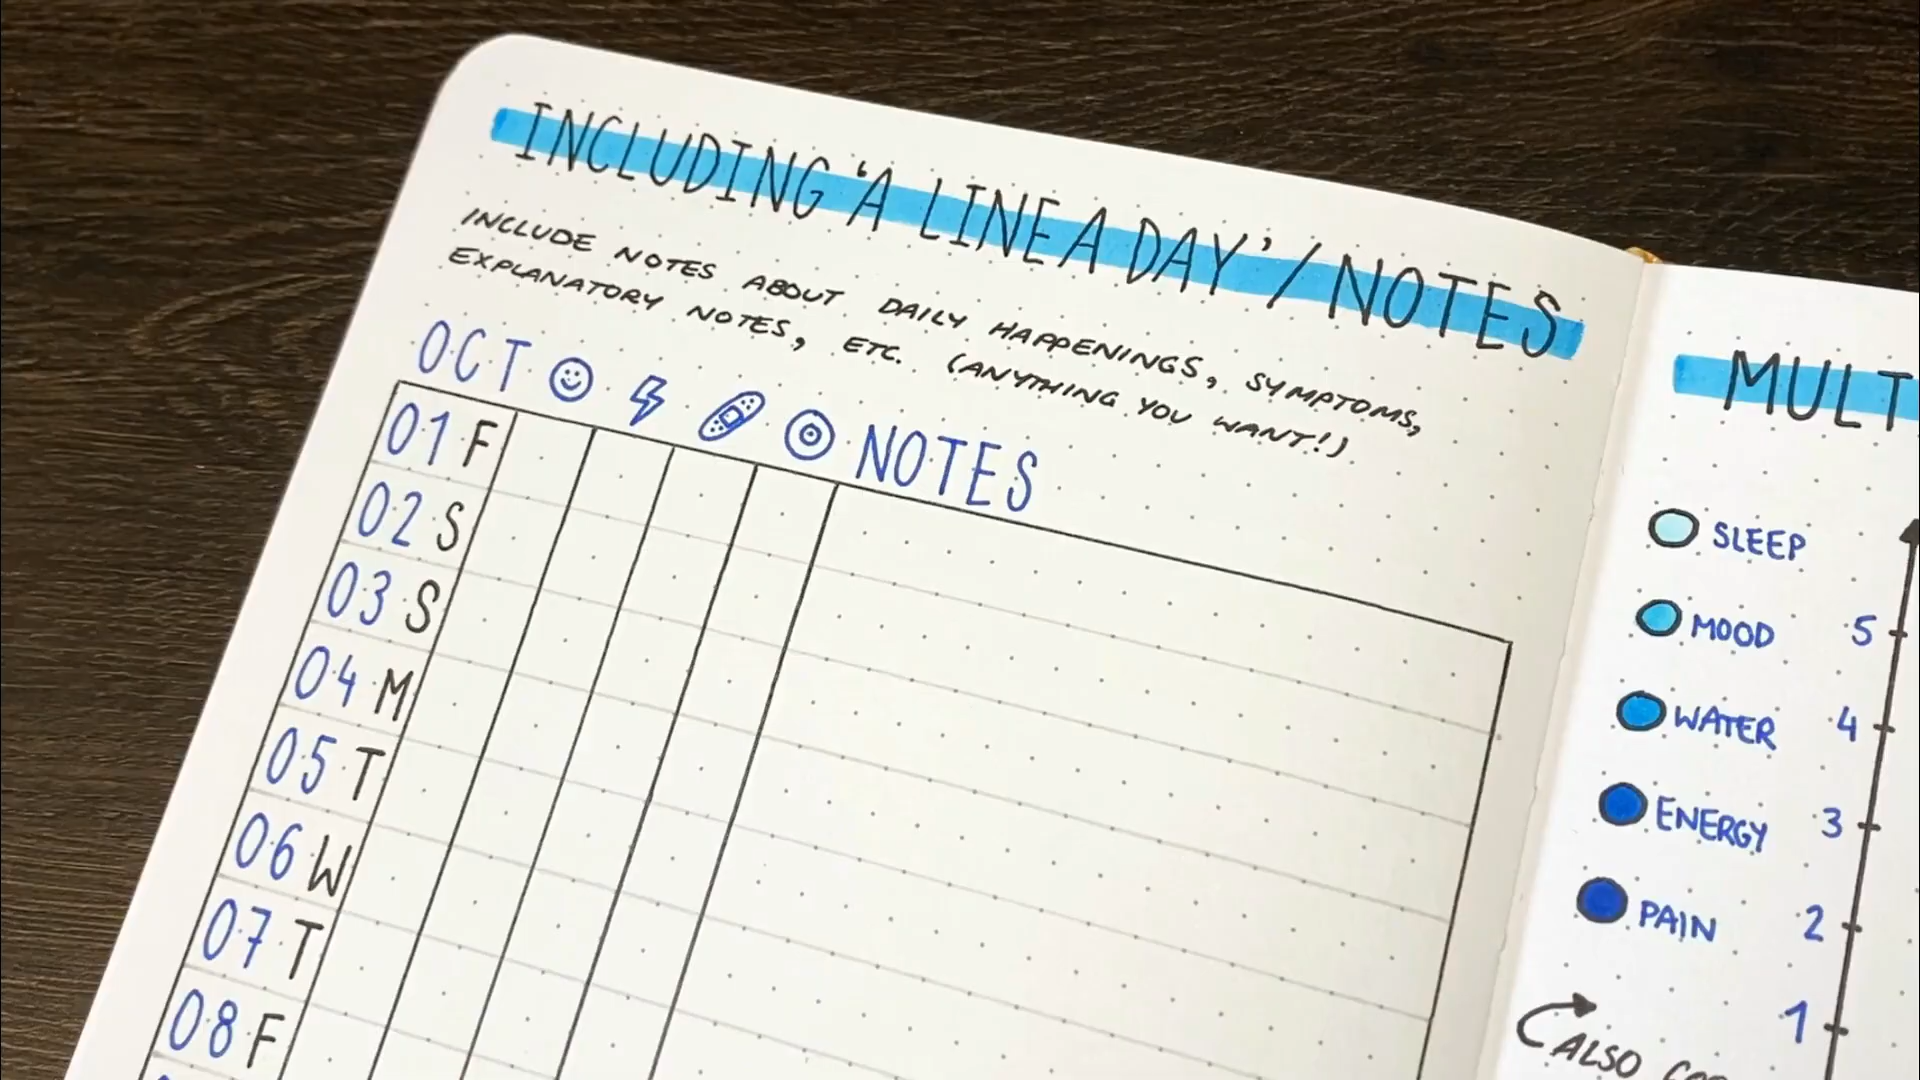 INCLUDING 'A LINE A DAY' / NOTES
INCLUDE NOTES ABOUT DAILY HAPPENINGS, SYMPTOMS,
EXPLANATORY NOTES, ETC. (ANYTHING YOU WANT!)
OCT NOTES
01 F
02 S
03 S
04 M
05 T
06 W
07 T
08 F
MULT
SLEEP
MOOD
WATER
ENERGY
PAIN
5
4
3
2
1
ALSO